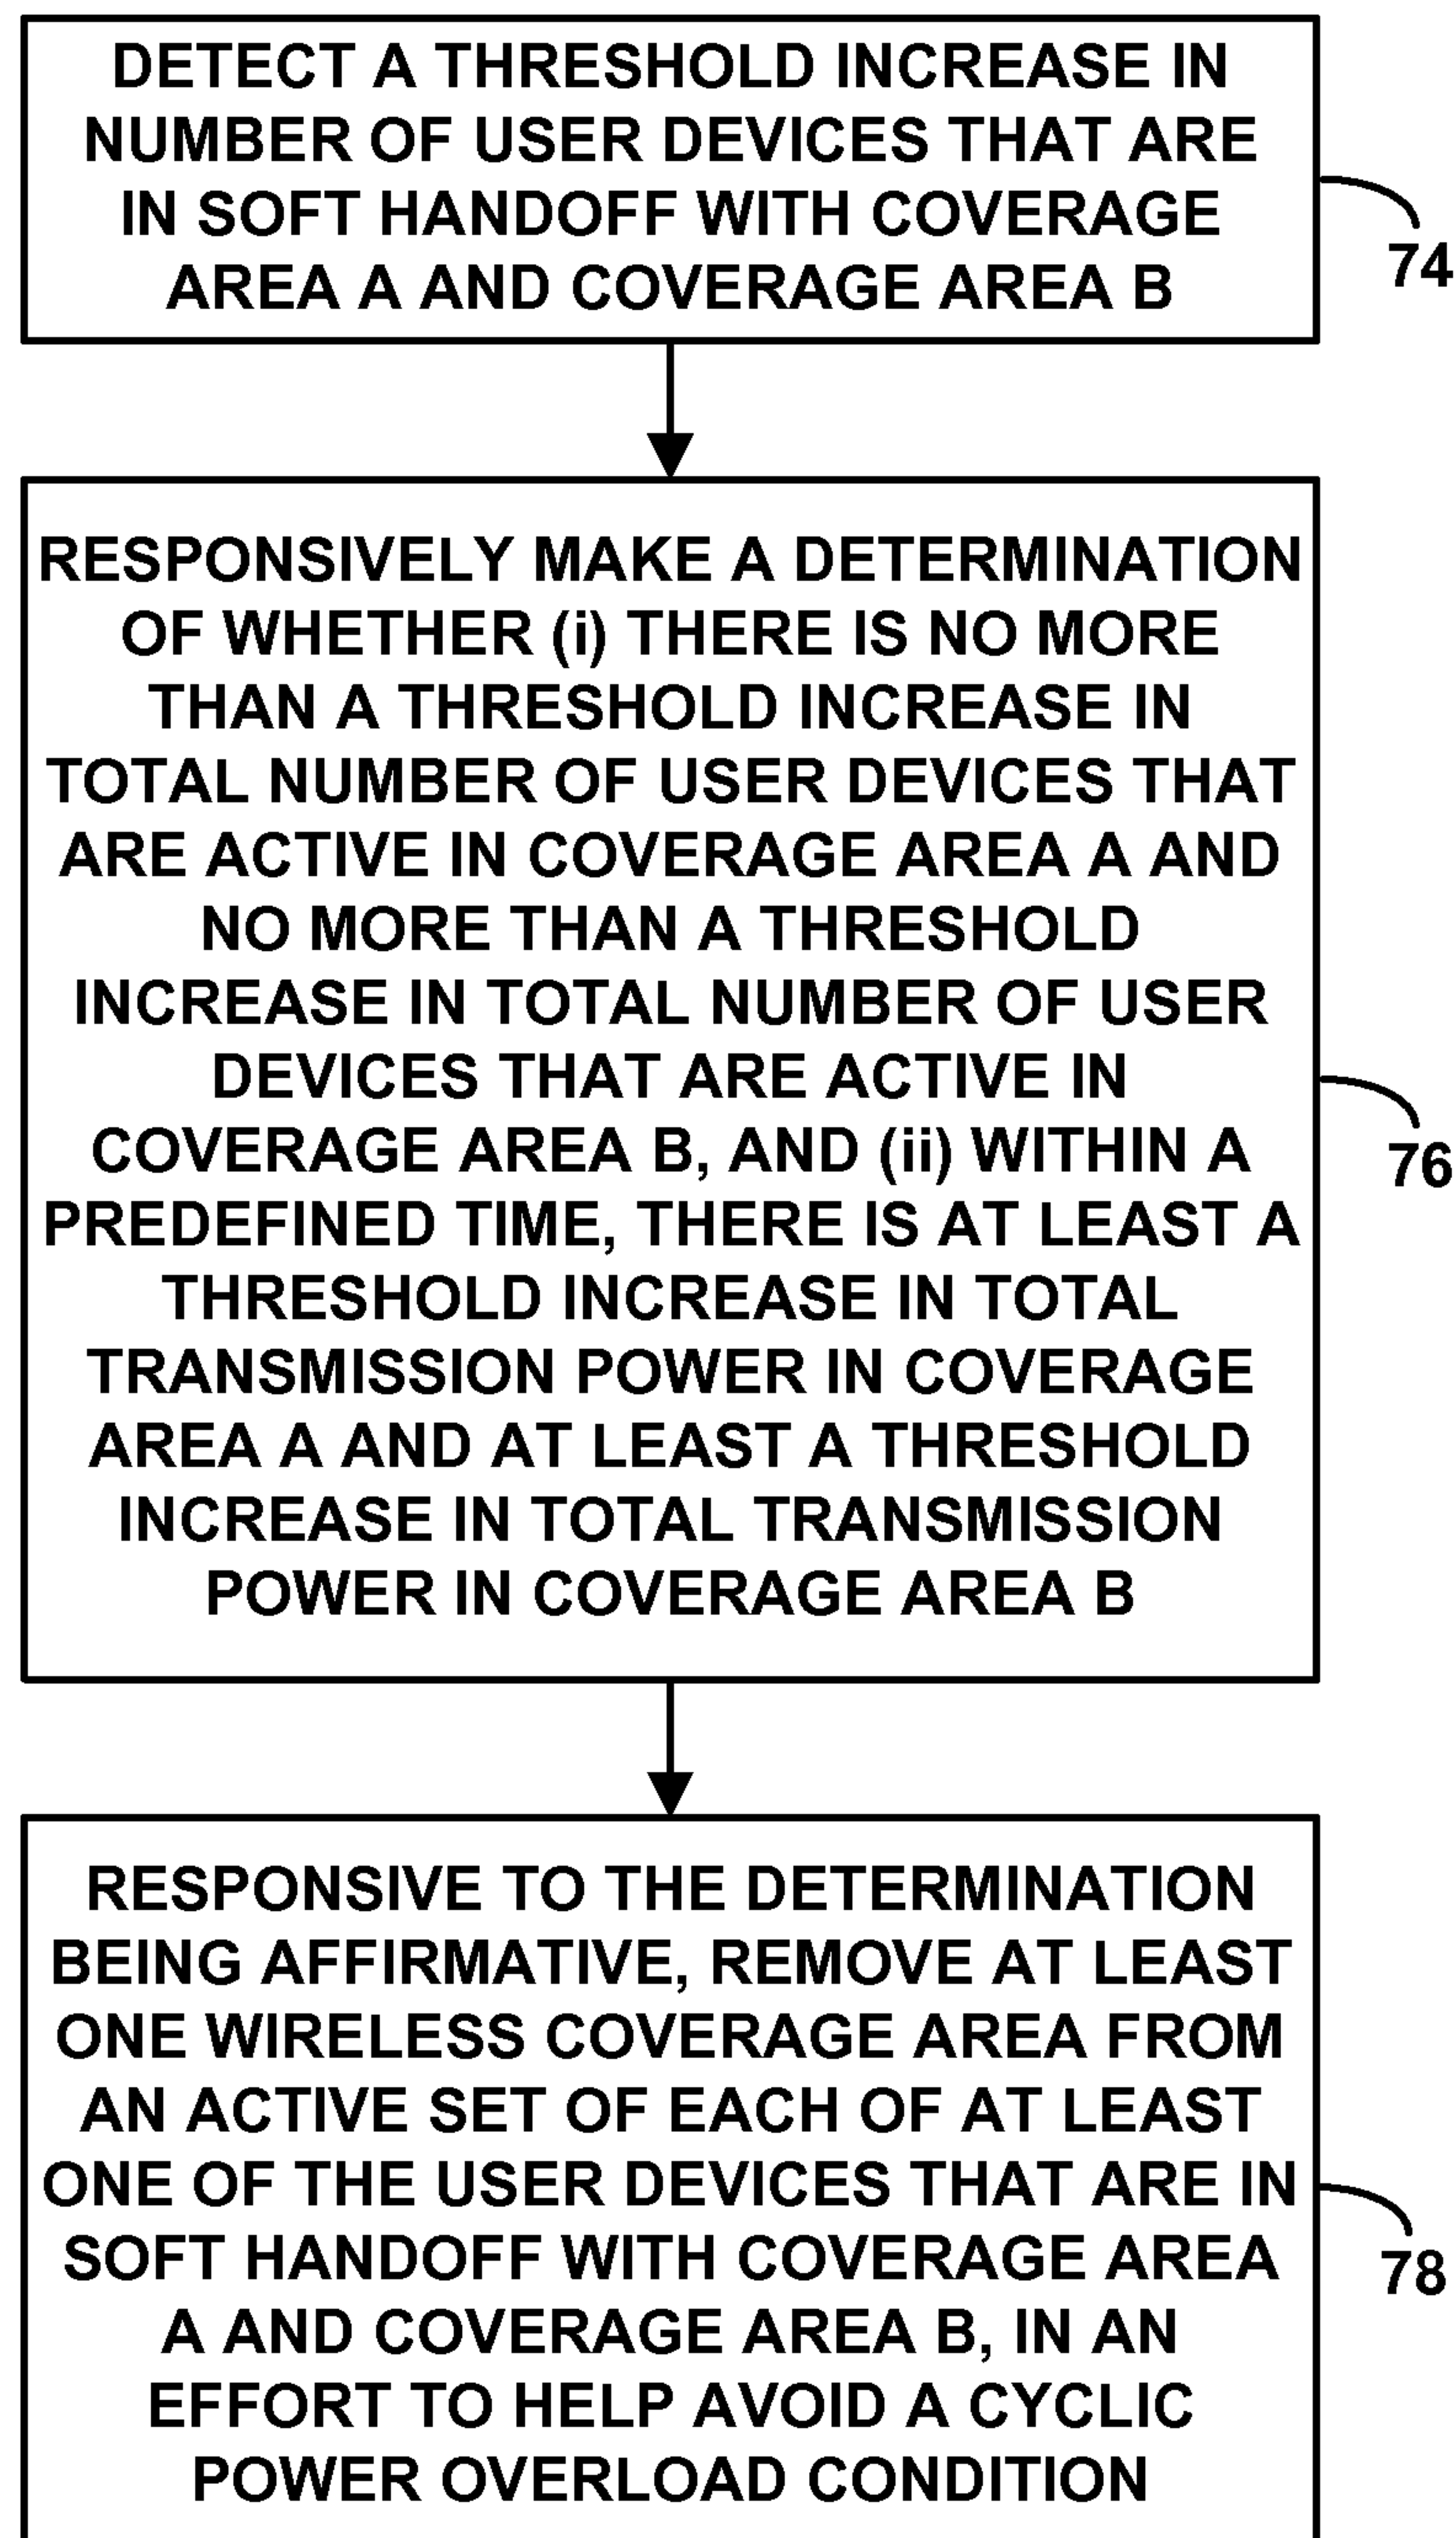 DETECT A THRESHOLD INCREASE IN
NUMBER OF USER DEVICES THAT ARE
IN SOFT HANDOFF WITH COVERAGE
AREA A AND COVERAGE AREA B
74
RESPONSIVELY MAKE A DETERMINATION
OF WHETHER (i) THERE IS NO MORE
THAN A THRESHOLD INCREASE IN
TOTAL NUMBER OF USER DEVICES THAT
ARE ACTIVE IN COVERAGE AREA A AND
NO MORE THAN A THRESHOLD
INCREASE IN TOTAL NUMBER OF USER
DEVICES THAT ARE ACTIVE IN
COVERAGE AREA B, AND (ii) WITHIN A
PREDEFINED TIME, THERE IS AT LEAST A
THRESHOLD INCREASE IN TOTAL
TRANSMISSION POWER IN COVERAGE
AREA A AND AT LEAST A THRESHOLD
INCREASE IN TOTAL TRANSMISSION
POWER IN COVERAGE AREA B
76
RESPONSIVE TO THE DETERMINATION
BEING AFFIRMATIVE, REMOVE AT LEAST
ONE WIRELESS COVERAGE AREA FROM
AN ACTIVE SET OF EACH OF AT LEAST
ONE OF THE USER DEVICES THAT ARE IN
SOFT HANDOFF WITH COVERAGE AREA
A AND COVERAGE AREA B, IN AN
EFFORT TO HELP AVOID A CYCLIC
POWER OVERLOAD CONDITION
78